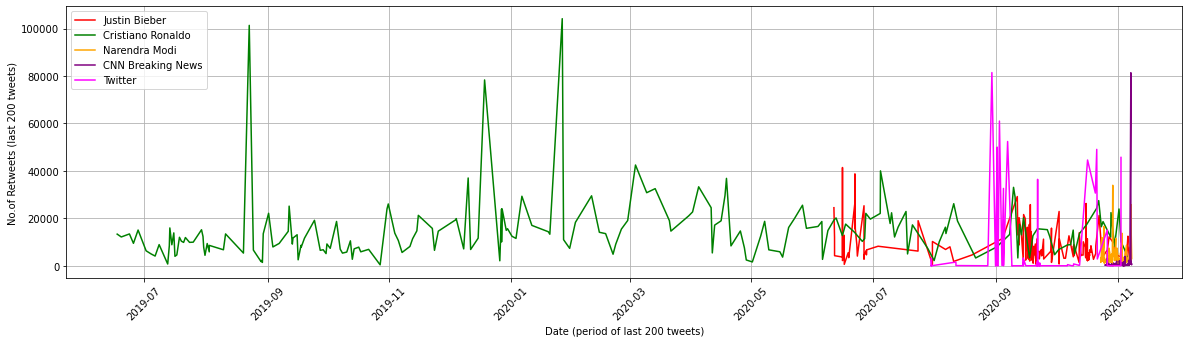 Justin Bieber
Cristiano Ronaldo
Narendra Modi
CNN Breaking News
Twitter
No.of Retweets (last 200 tweets)
100000
80000
60000
40000
20000
0
2019-07
2019-09
2019-11
2020-01
2020-03
2020-05
2020-07
2020-09
2020-11
Date (period of last 200 tweets)